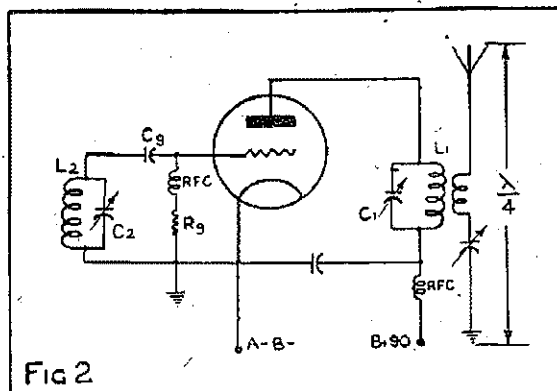 L2
C2
Cg
RFC
Rg
A-B-
C1
L1
RFC
B+90
λ/4
Fig 2